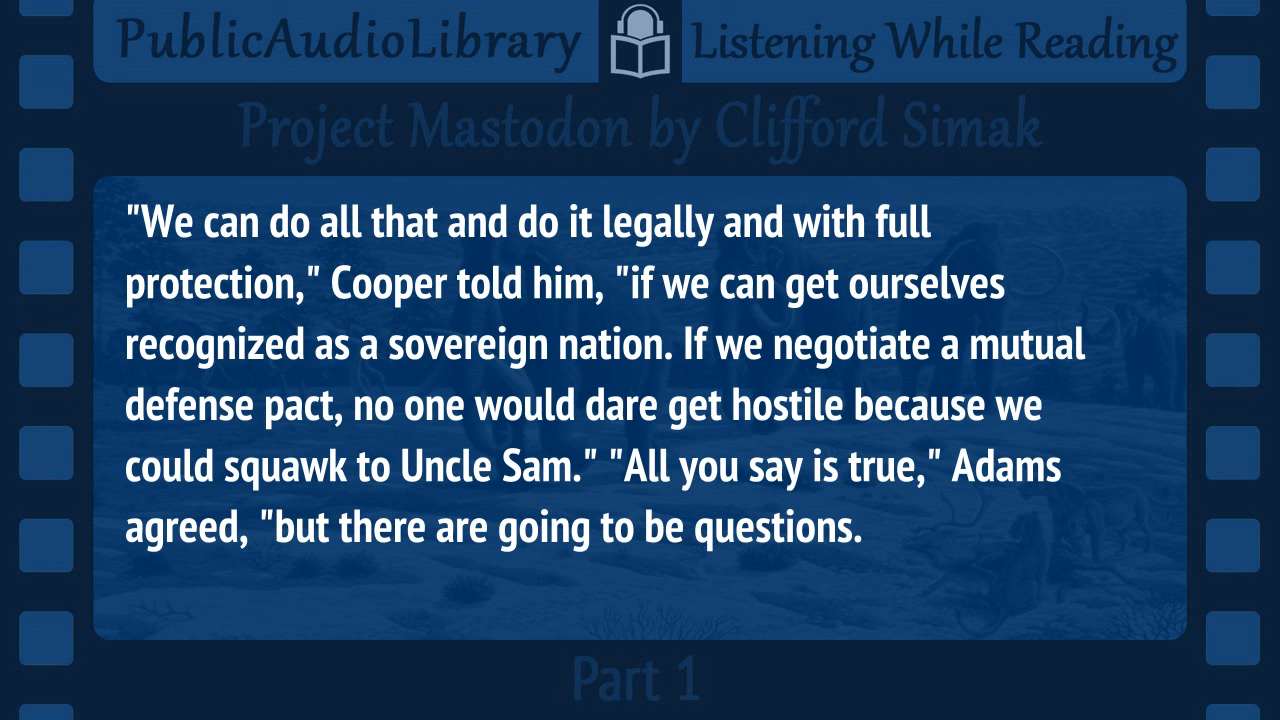 PublicAudioLibrary Listening While Reading
Project Mastodon by Clifford Simak
"We can do all that and do it legally and with full
protection," Cooper told him, "if we can get ourselves
recognized as a sovereign nation. If we negotiate a mutual
defense pact, no one would dare get hostile because we
could squawk to Uncle Sam." "All you say is true," Adams
agreed, "but there are going to be questions.
Part 1